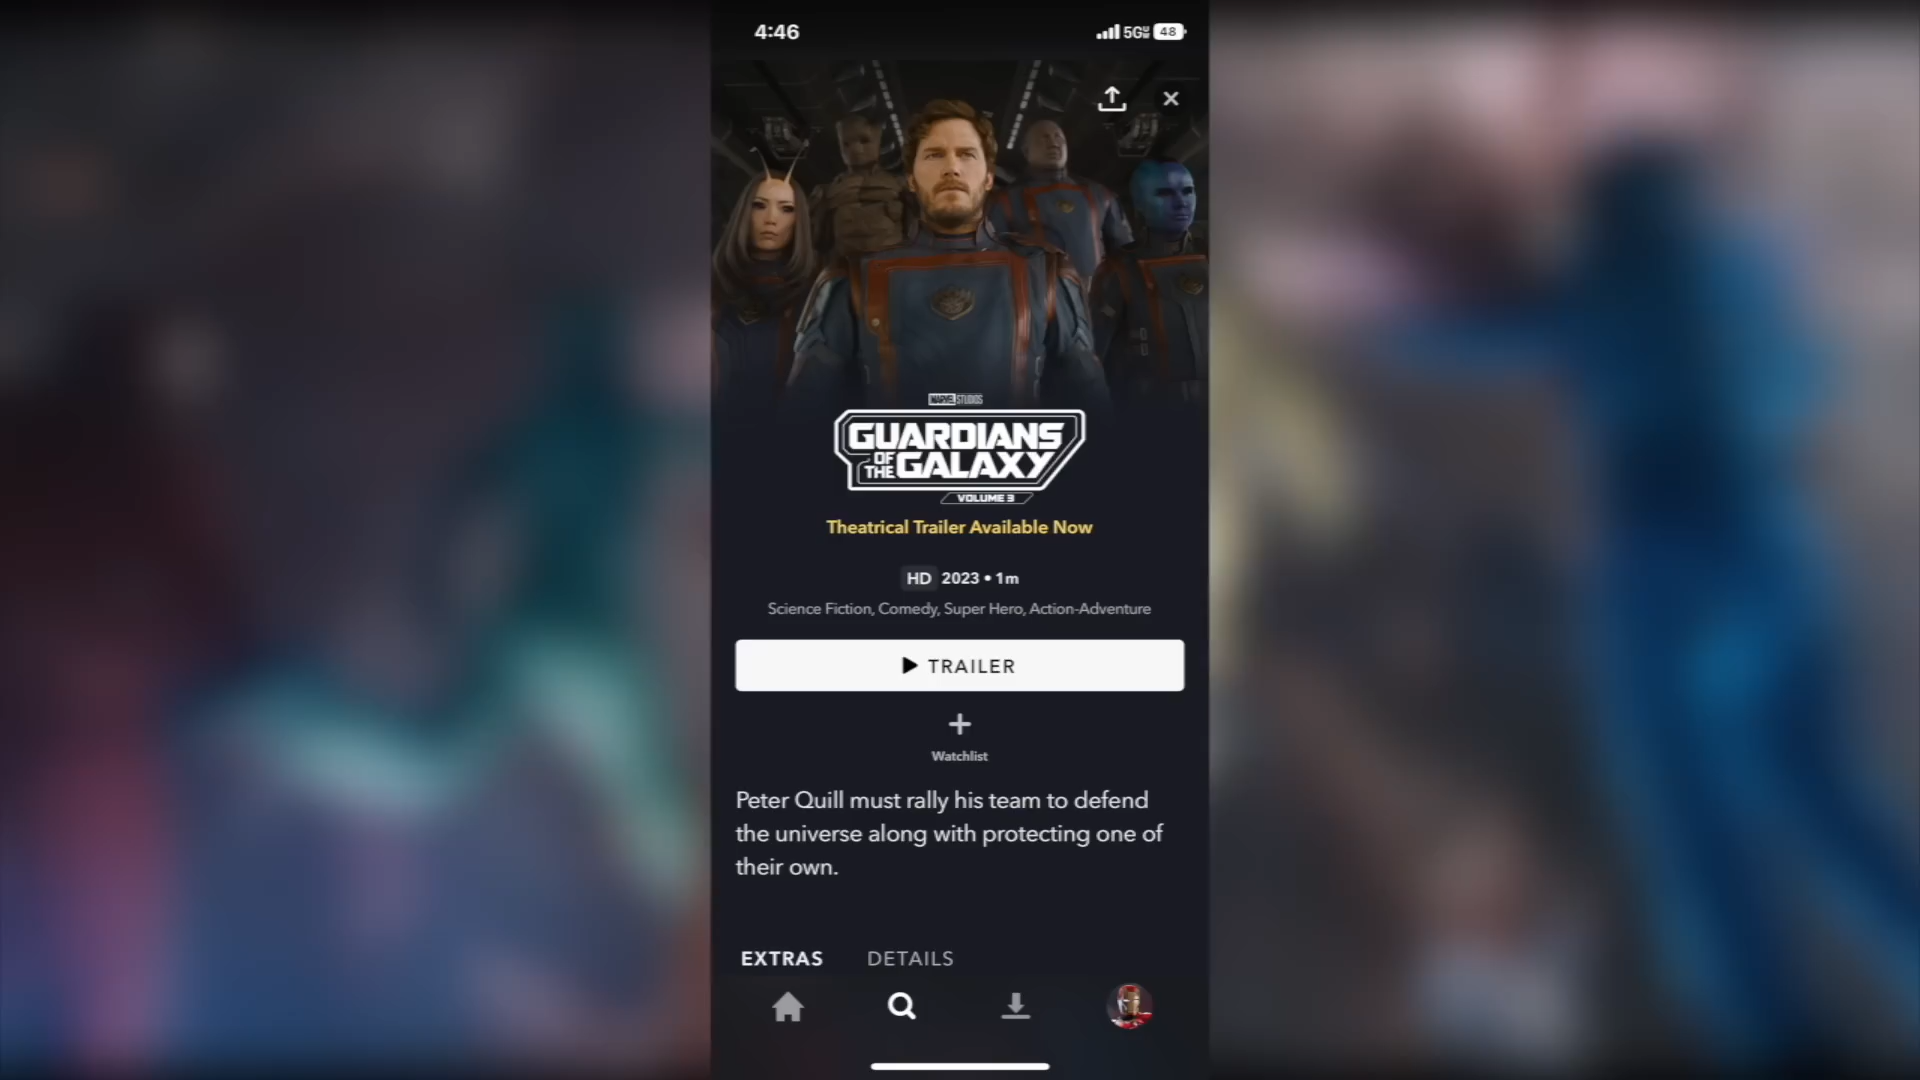 4:46
5G
48
MARVEL STUDIOS
GUARDIANS
OF
THE GALAXY
VOLUME 3
Theatrical Trailer Available Now
HD 2023 • 1m
Science Fiction, Comedy, Super Hero, Action-Adventure
TRAILER
Watchlist
Peter Quill must rally his team to defend
the universe along with protecting one of
their own.
EXTRAS DETAILS